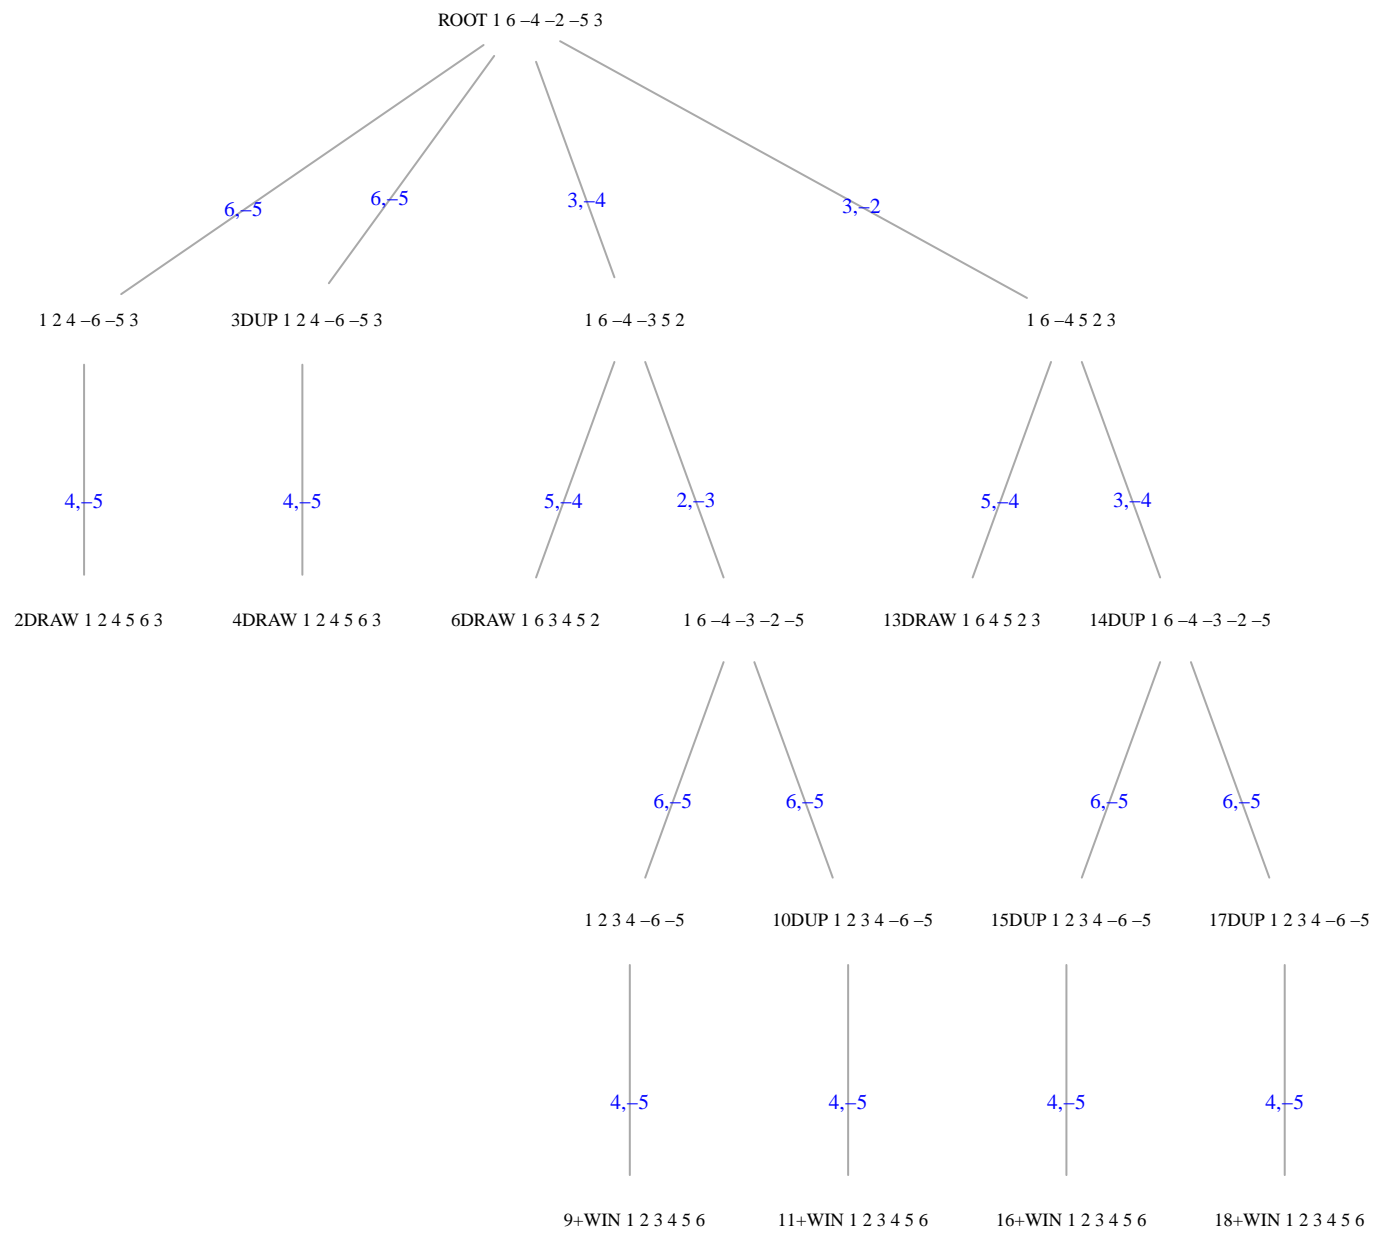 ROOT 1 6 –4 –2 –5 3
6,–5
6,–5
3,–4
3,–2
1 2 4 –6 –5 3
3DUP 1 2 4 –6 –5 3
1 6 –4 –3 5 2
1 6 –4 5 2 3
4,–5
4,–5
5,–4
2,–3
5,–4
3,–4
2DRAW 1 2 4 5 6 3
4DRAW 1 2 4 5 6 3
6DRAW 1 6 3 4 5 2
1 6 –4 –3 –2 –5
13DRAW 1 6 4 5 2 3
14DUP 1 6 –4 –3 –2 –5
6,–5
6,–5
6,–5
6,–5
1 2 3 4 –6 –5
10DUP 1 2 3 4 –6 –5
15DUP 1 2 3 4 –6 –5
17DUP 1 2 3 4 –6 –5
4,–5
4,–5
4,–5
4,–5
9+WIN 1 2 3 4 5 6
11+WIN 1 2 3 4 5 6
16+WIN 1 2 3 4 5 6
18+WIN 1 2 3 4 5 6